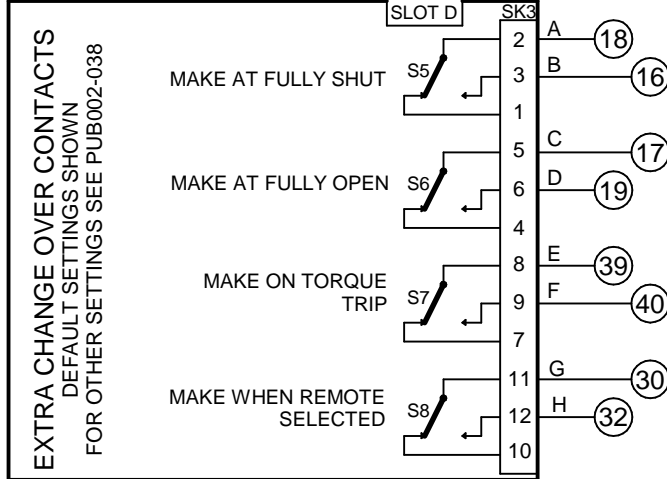 EXTRA CHANGE OVER CONTACTS
DEFAULT SETTINGS SHOWN
FOR OTHER SETTINGS SEE PUB002-038
SLOT D SK3
2 A 18
MAKE AT FULLY SHUT S5 3 B 16
1
5 C 17
MAKE AT FULLY OPEN S6 6 D 19
4
8 E 39
MAKE ON TORQUE
TRIP S7 9 F 40
7
11 G 30
MAKE WHEN REMOTE
SELECTED S8 12 H 32
10